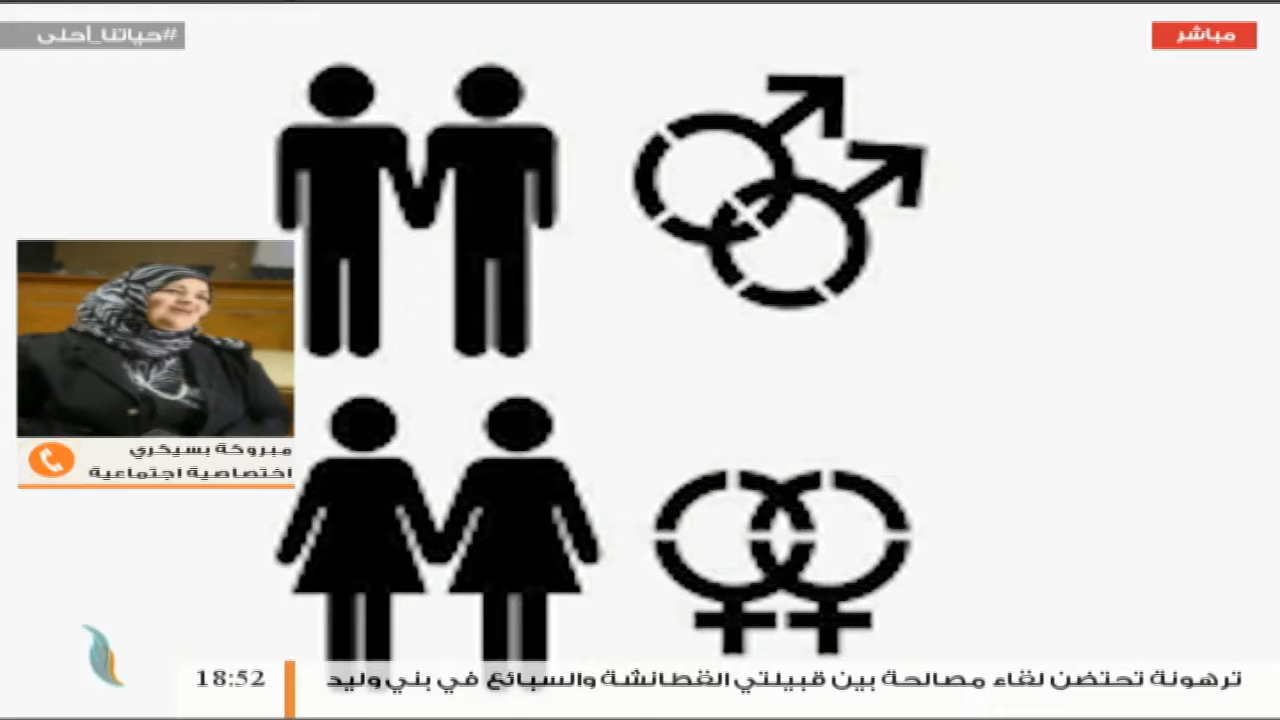 #حياتنا_أحلى
مباشر
مبروكة بسيكري
اختصاصية اجتماعية
18:52
ترهونة تحتضن لقاء مصالحة بين قبيلتي القطانشة والسبائع في بني وليد